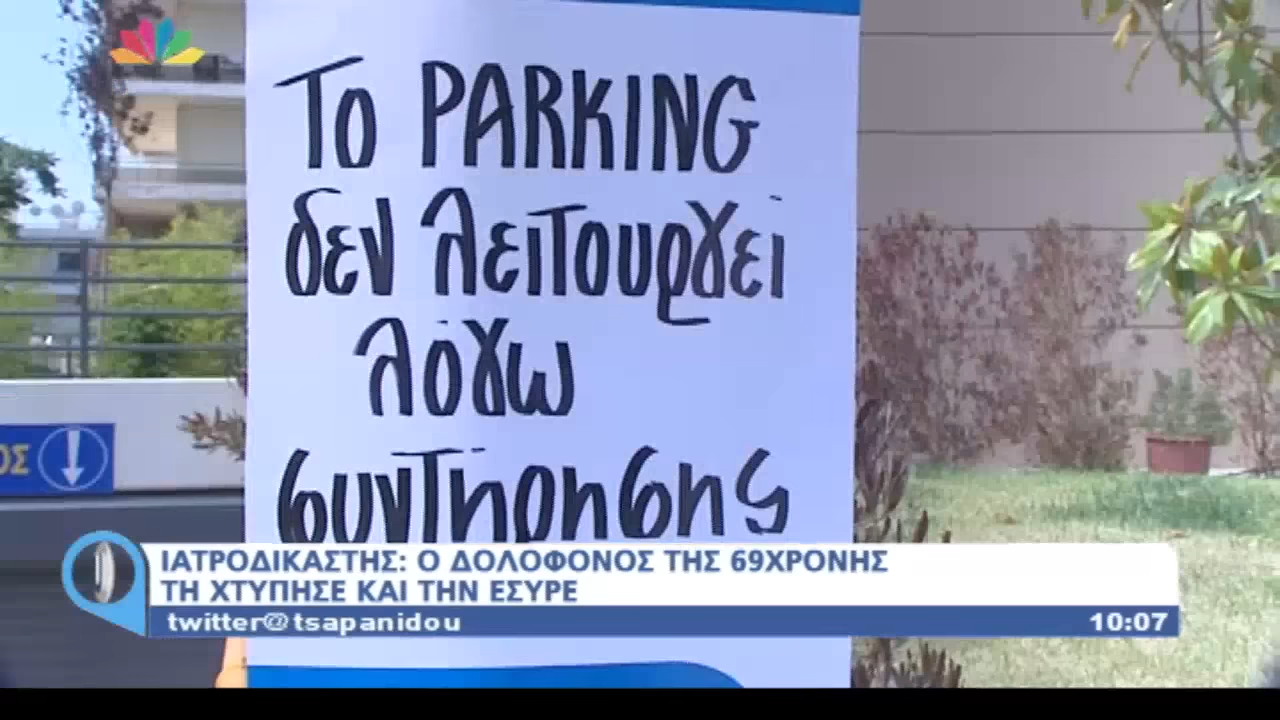 Το PARKING
δεν λειτουργεί
λόγω
συντήρησης
ΟΣ
ΙΑΤΡΟΔΙΚΑΣΤΗΣ: Ο ΔΟΛΟΦΟΝΟΣ ΤΗΣ 69ΧΡΟΝΗΣ
ΤΗ ΧΤΥΠΗΣΕ ΚΑΙ ΤΗΝ ΕΣΥΡΕ
twitter@tsapanidou 10:07